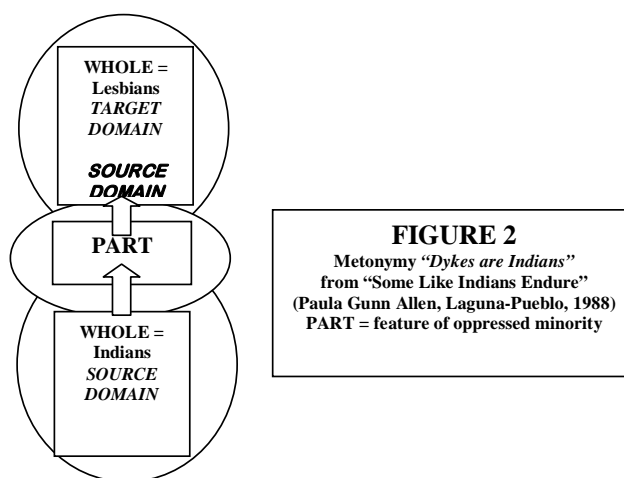 WHOLE =
Lesbians
TARGET
DOMAIN
SOURCE
DOMAIN
PART
WHOLE =
Indians
SOURCE
DOMAIN
FIGURE 2
Metonymy “Dykes are Indians”
from “Some Like Indians Endure”
(Paula Gunn Allen, Laguna-Pueblo, 1988)
PART = feature of oppressed minority